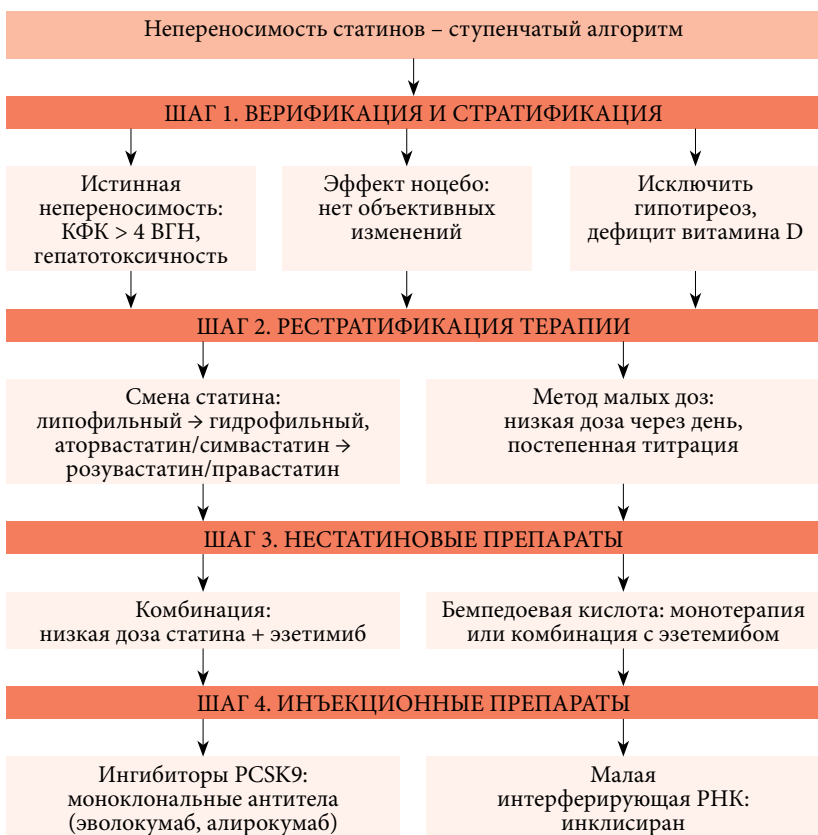 Непереносимость статинов – ступенчатый алгоритм
ШАГ 1. ВЕРИФИКАЦИЯ И СТРАТИФИКАЦИЯ
Истинная
непереносимость:
КФК > 4 ВГН,
гепатотоксичность
Эффект ноцебо:
нет объективных
изменений
Исключить
гипотиреоз,
дефицит витамина D
ШАГ 2. РЕСТРАТИФИКАЦИЯ ТЕРАПИИ
Смена статина:
липофильный → гидрофильный,
аторвастатин/симвастатин →
розувастатин/правастатин
Метод малых доз:
низкая доза через день,
постепенная титрация
ШАГ 3. НЕСТАТИНОВЫЕ ПРЕПАРАТЫ
Комбинация:
низкая доза статина + эзетимиб
Бемпедоевая кислота: монотерапия
или комбинация с эзетемибом
ШАГ 4. ИНЪЕКЦИОННЫЕ ПРЕПАРАТЫ
Ингибиторы PCSK9:
моноклональные антитела
(эволокумаб, алирокумаб)
Малая
интерферирующая РНК:
инклисиран